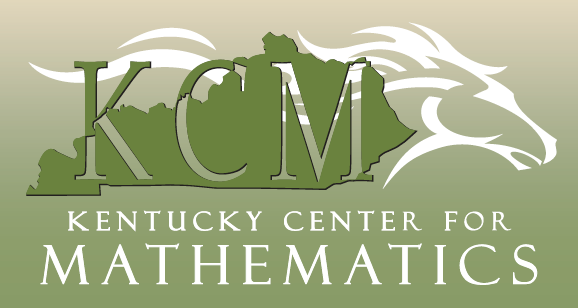 KCM
KENTUCKY CENTER FOR
MATHEMATICS